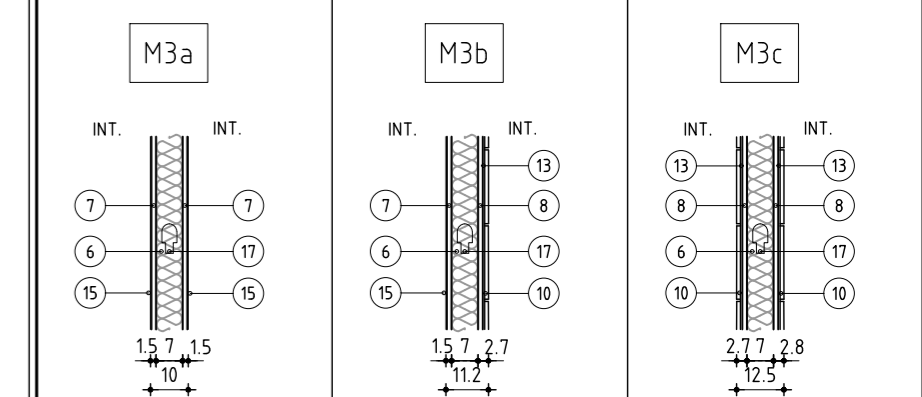 M3a
M3b
M3c
INT. INT.
INT. INT.
INT. INT.
13
13 13
7 7
7 8
8 8
6 17
6 17
6 17
15 15
15 10
10 10
1.5 7 1.5
1.5 7 2.7
2.7 7 2.8
10
11.2
12.5